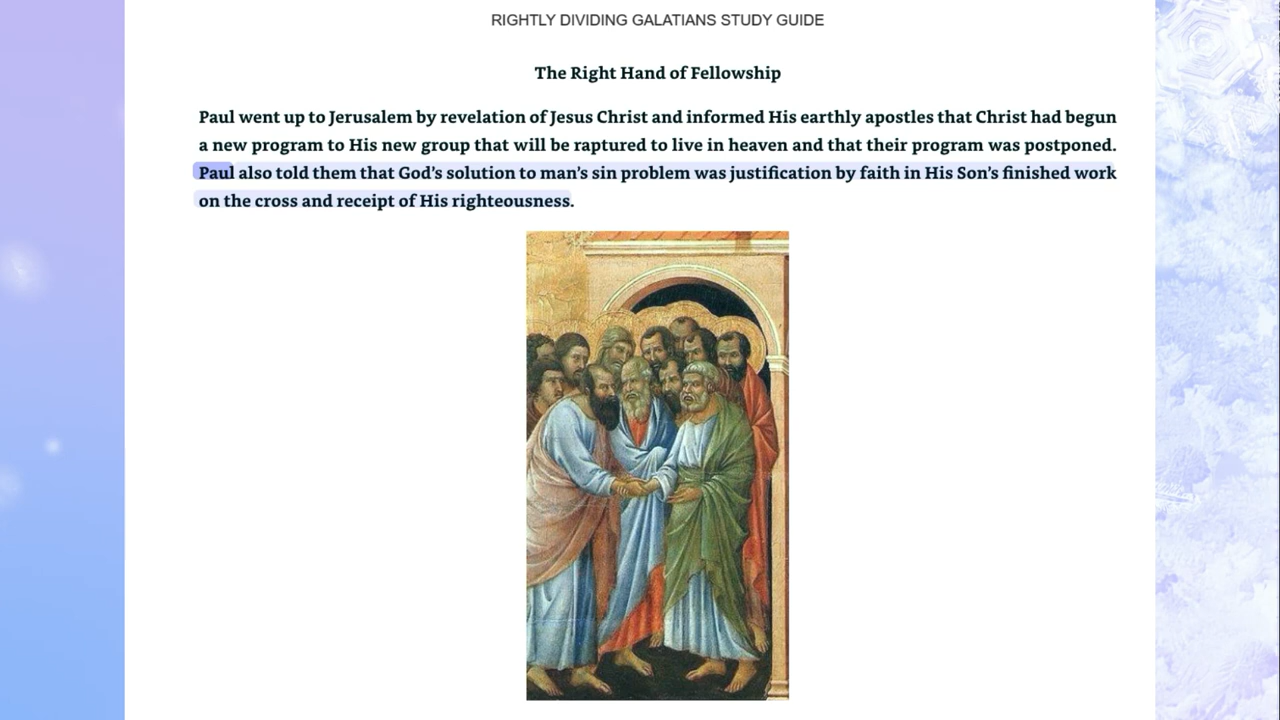 RIGHTLY DIVIDING GALATIANS STUDY GUIDE
The Right Hand of Fellowship
Paul went up to Jerusalem by revelation of Jesus Christ and informed His earthly apostles that Christ had begun
a new program to His new group that will be raptured to live in heaven and that their program was postponed.
Paul also told them that God’s solution to man’s sin problem was justification by faith in His Son’s finished work
on the cross and receipt of His righteousness.